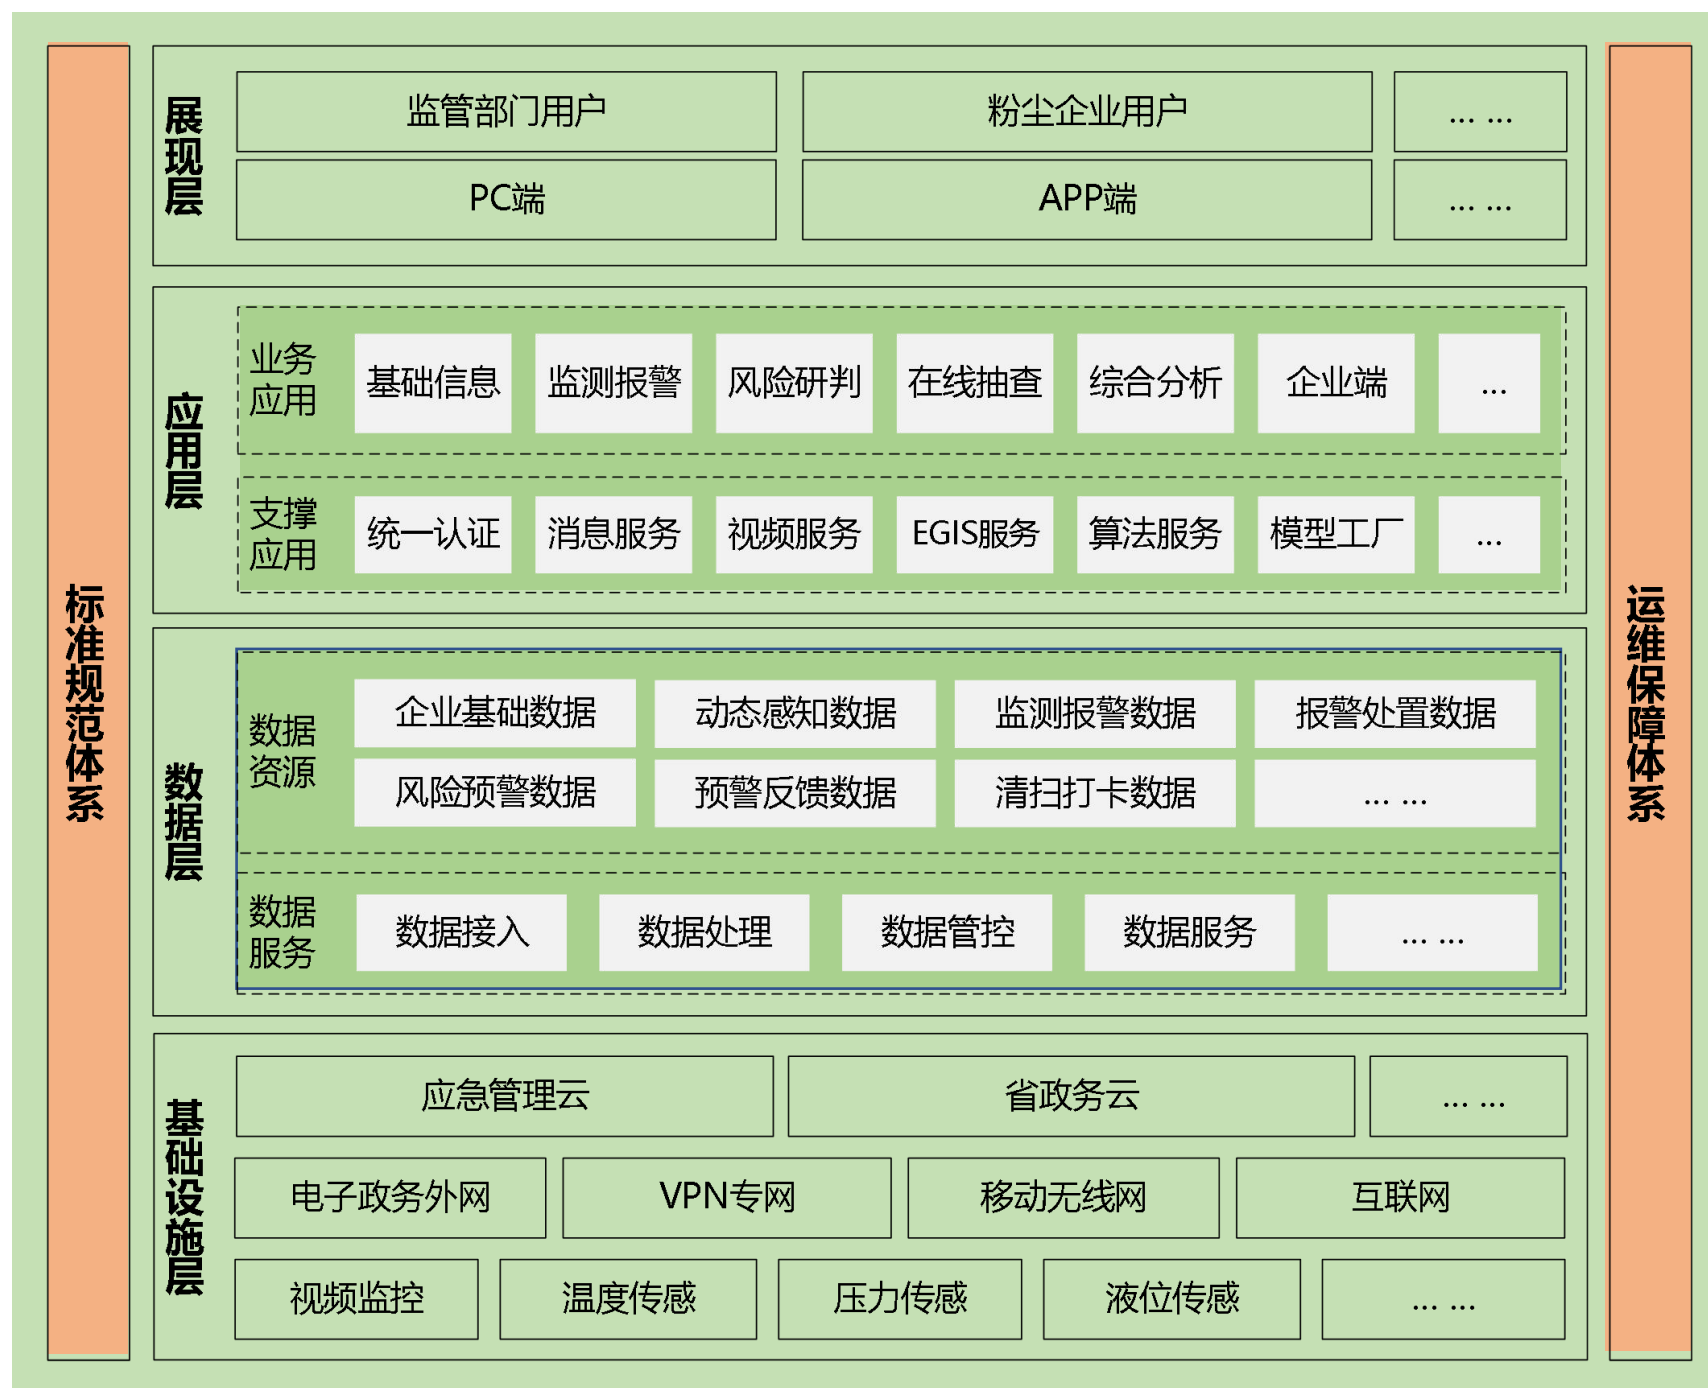 标准规范体系
展现层
监管部门用户
粉尘企业用户
... ...
PC端
APP端
... ...
应用层
业务
应用
基础信息
监测报警
风险研判
在线抽查
综合分析
企业端
...
支撑
应用
统一认证
消息服务
视频服务
EGIS服务
算法服务
模型工厂
...
数据层
数据
资源
企业基础数据
动态感知数据
监测报警数据
报警处置数据
风险预警数据
预警反馈数据
清扫打卡数据
... ...
数据
服务
数据接入
数据处理
数据管控
数据服务
... ...
基础设施层
应急管理云
省政务云
... ...
电子政务外网
VPN专网
移动无线网
互联网
视频监控
温度传感
压力传感
液位传感
... ...
运维保障体系